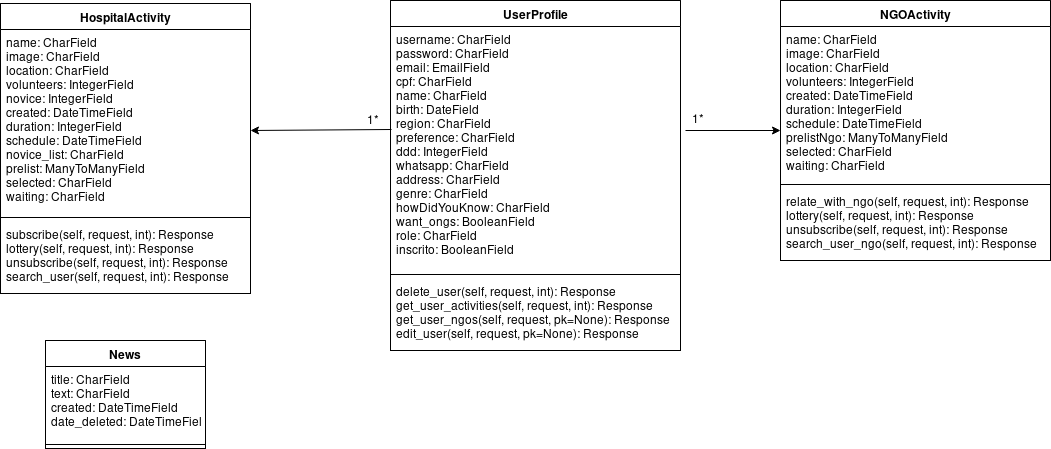 HospitalActivity
name: CharField
image: CharField
location: CharField
volunteers: IntegerField
novice: IntegerField
created: DateTimeField
duration: IntegerField
schedule: DateTimeField
novice_list: CharField
prelist: ManyToManyField
selected: CharField
waiting: CharField
subscribe(self, request, int): Response
lottery(self, request, int): Response
unsubscribe(self, request, int): Response
search_user(self, request, int): Response
1*
UserProfile
username: CharField
password: CharField
email: EmailField
cpf: CharField
name: CharField
birth: DateField
region: CharField
preference: CharField
ddd: IntegerField
whatsapp: CharField
address: CharField
genre: CharField
howDidYouKnow: CharField
want_ongs: BooleanField
role: CharField
inscrito: BooleanField
delete_user(self, request, int): Response
get_user_activities(self, request, int): Response
get_user_ngos(self, request, pk=None): Response
edit_user(self, request, pk=None): Response
1*
NGOActivity
name: CharField
image: CharField
location: CharField
volunteers: IntegerField
created: DateTimeField
duration: IntegerField
schedule: DateTimeField
prelistNgo: ManyToManyField
selected: CharField
waiting: CharField
relate_with_ngo(self, request, int): Response
lottery(self, request, int): Response
unsubscribe(self, request, int): Response
search_user_ngo(self, request, int): Response
News
title: CharField
text: CharField
created: DateTimeField
date_deleted: DateTimeFiel